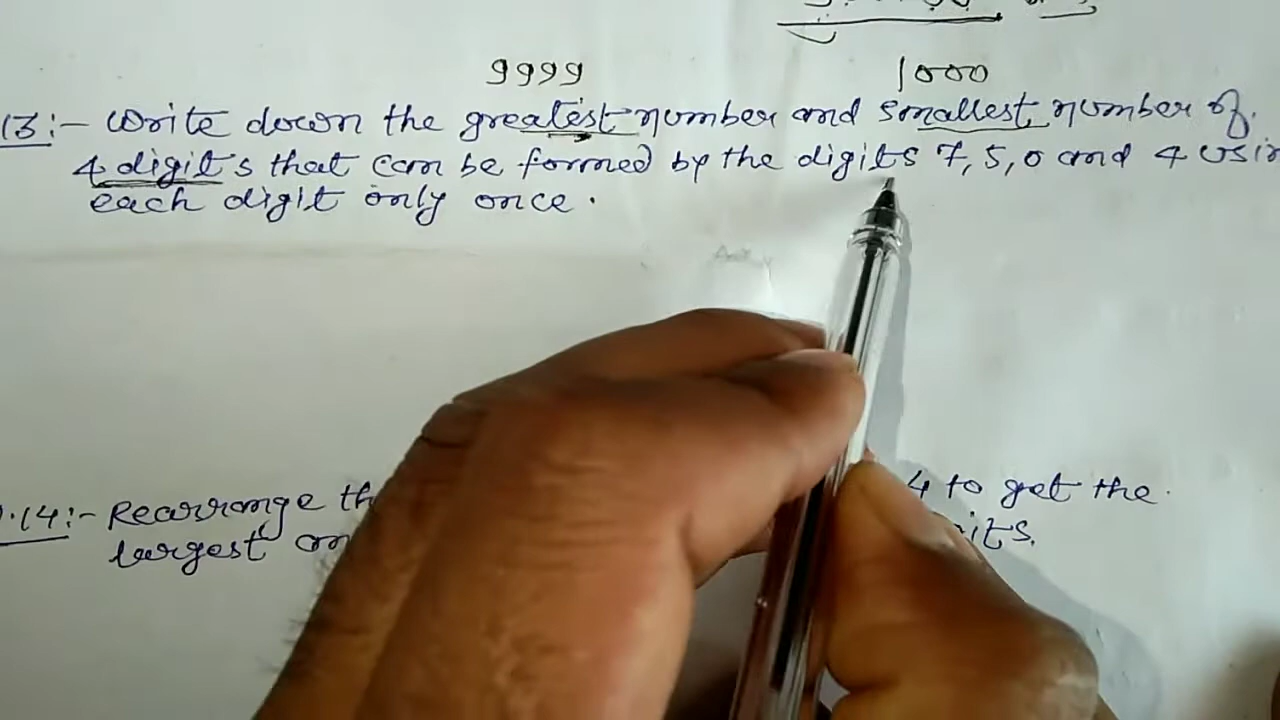 9999 1000
13:- Write down the greatest number and smallest number of
4 digits that can be formed by the digits 7, 5, 0 and 4 usin
each digit only once.
.14:- Rearrange th 4 to get the
largest its.